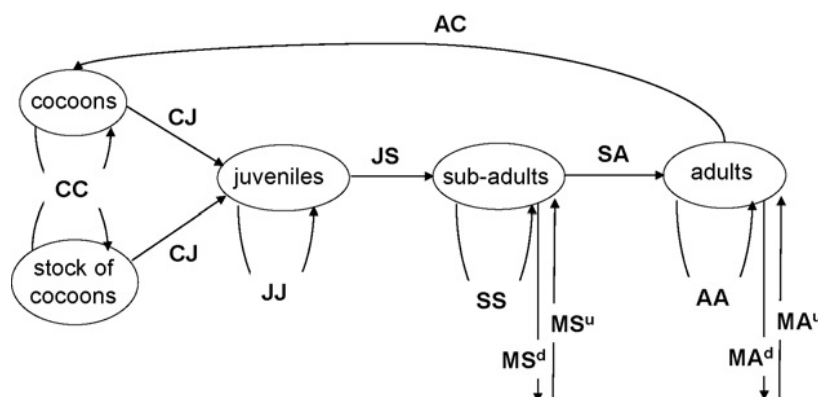 AC
cocoons
CJ
CC
juveniles
JS
sub-adults
SA
adults
CJ
stock of
cocoons
JJ
SS
AA
MSᵘ
MAᵘ
MSᵈ
MAᵈ